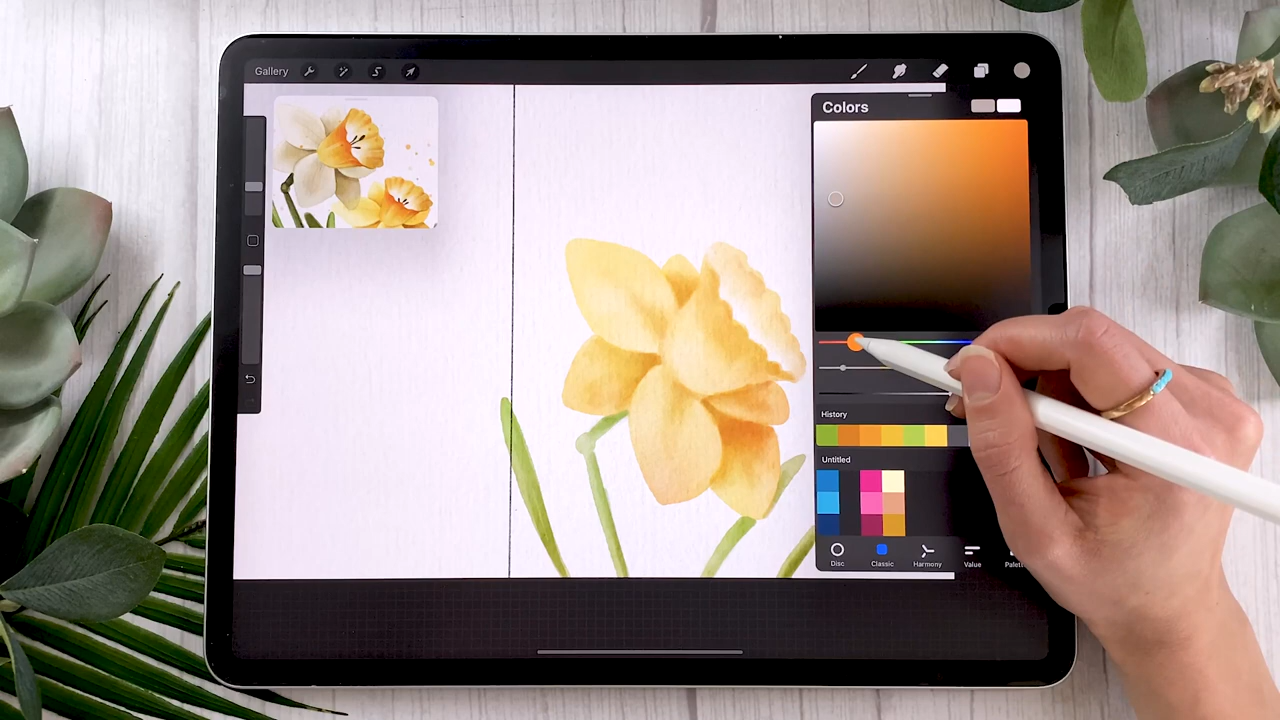 Gallery
Colors
History
Untitled
Disc
Classic
Harmony
Value